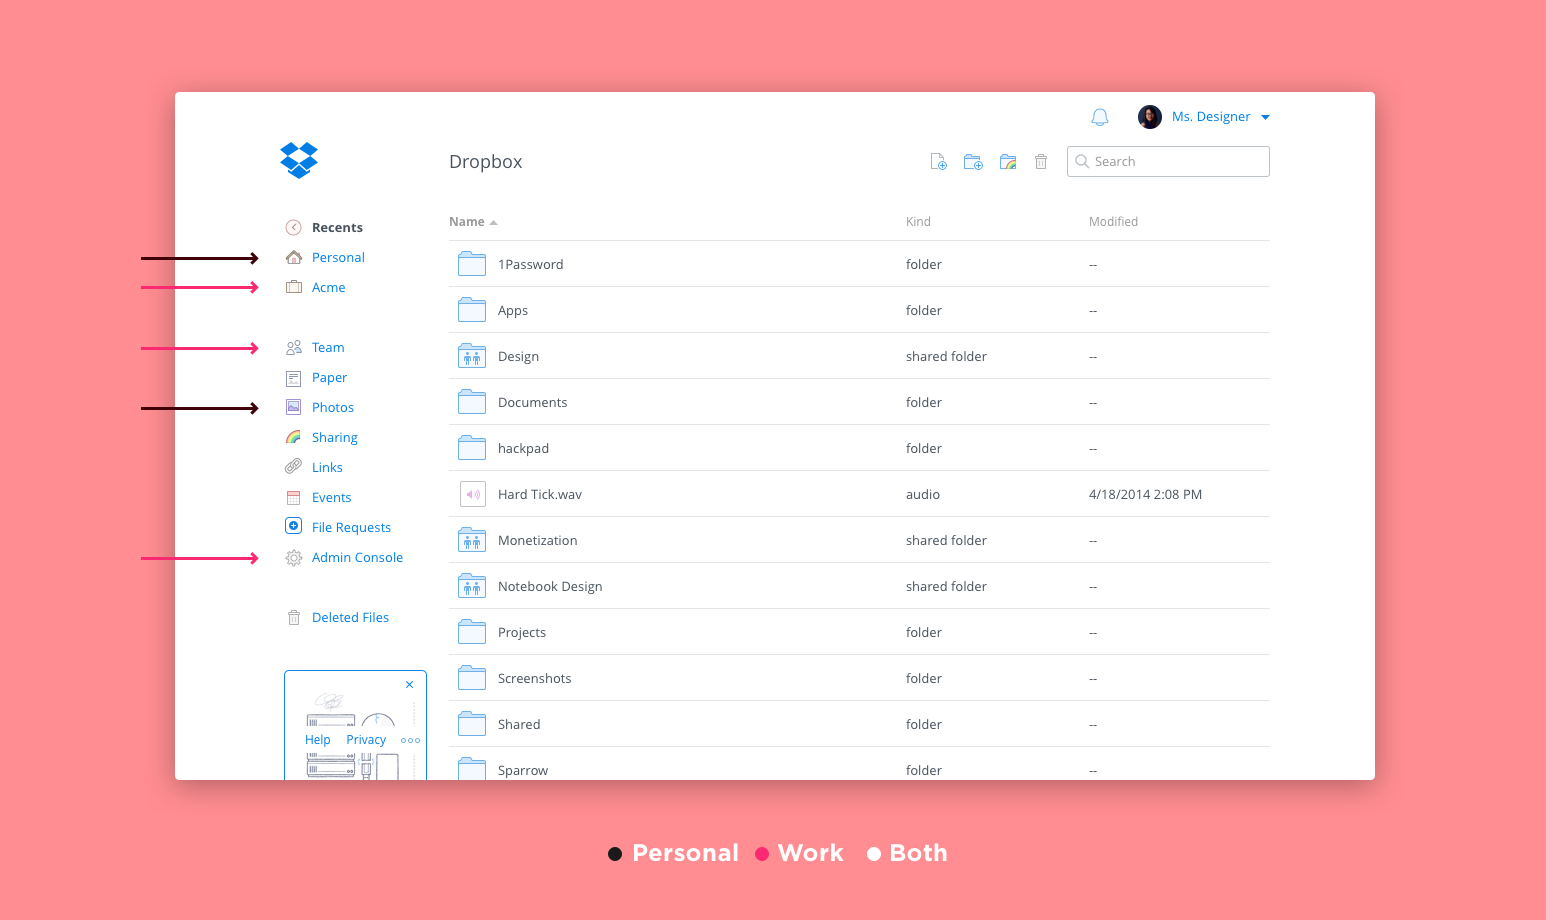 Ms. Designer
Dropbox
Search
Recents
Personal
Acme
Team
Paper
Photos
Sharing
Links
Events
File Requests
Admin Console
Deleted Files
Help Privacy
Name Kind Modified
1Password folder --
Apps folder --
Design shared folder --
Documents folder --
hackpad folder --
Hard Tick.wav audio 4/18/2014 2:08 PM
Monetization shared folder --
Notebook Design shared folder --
Projects folder --
Screenshots folder --
Shared folder --
Sparrow folder --
Personal Work Both